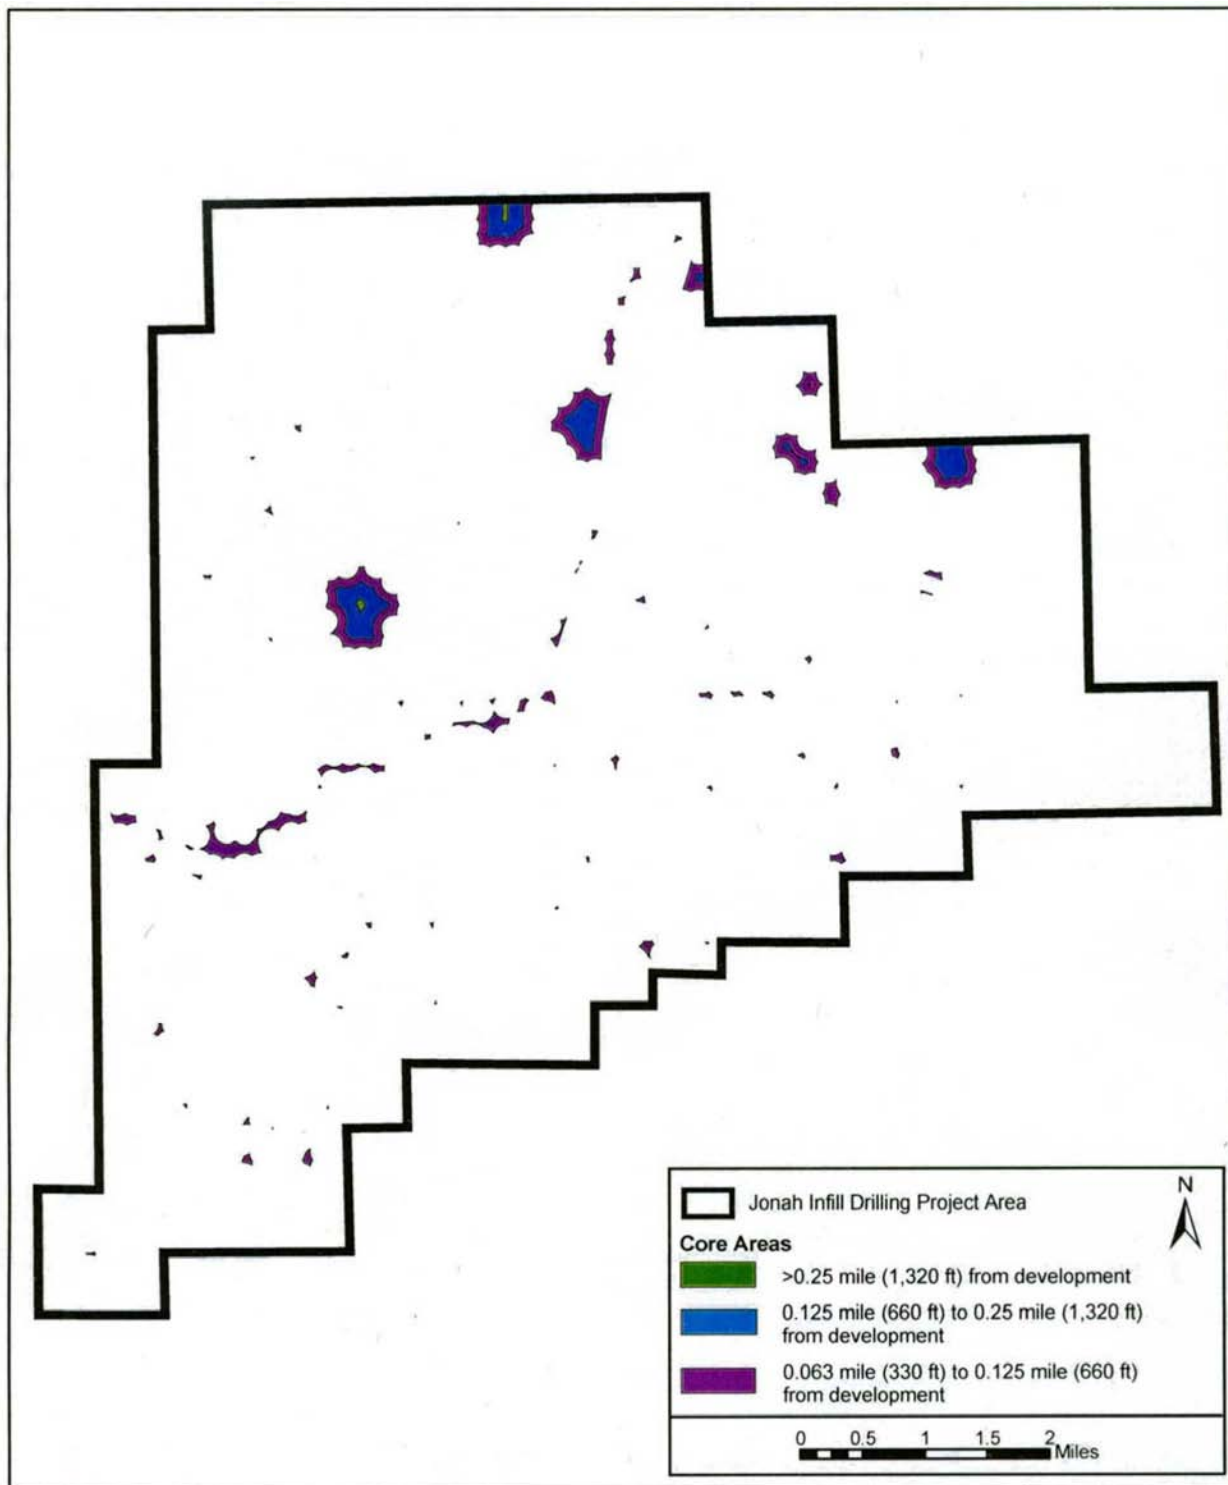 N
Jonah Infill Drilling Project Area
Core Areas
>0.25 mile (1,320 ft) from development
0.125 mile (660 ft) to 0.25 mile (1,320 ft)
from development
0.063 mile (330 ft) to 0.125 mile (660 ft)
from development
0 0.5 1 1.5 2
Miles